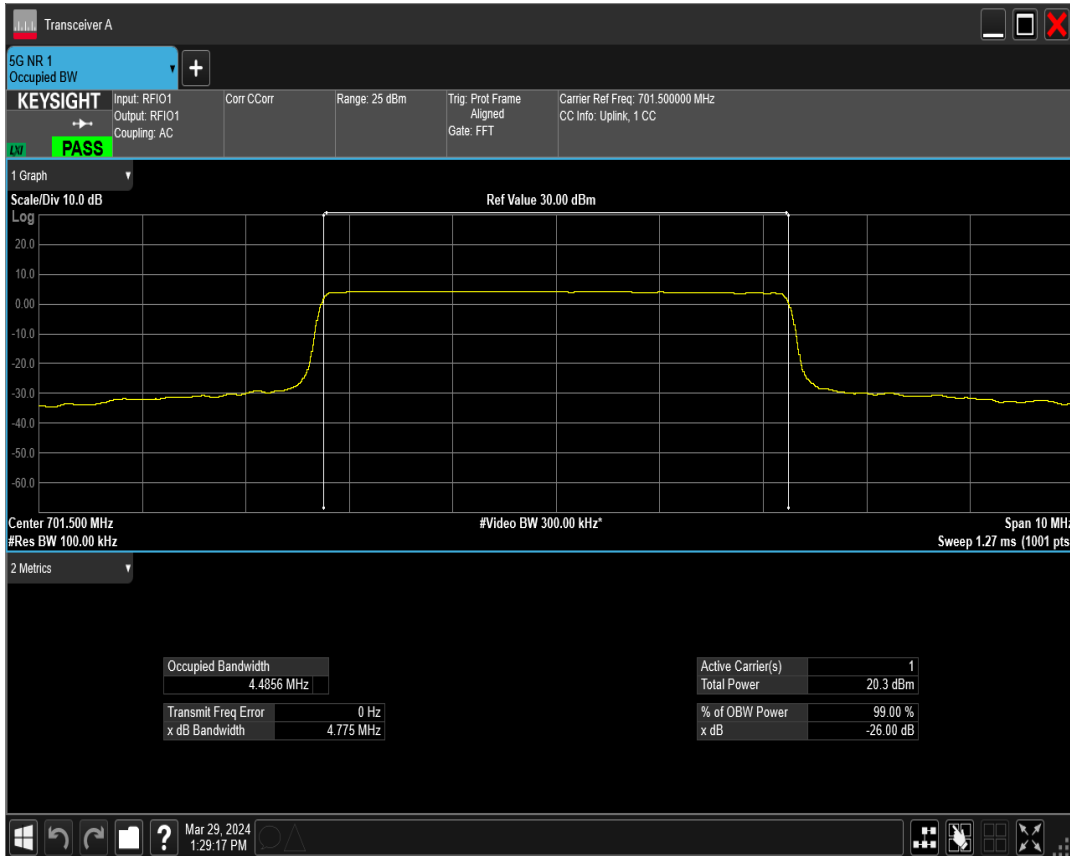 Transceiver A
5G NR 1
Occupied BW
KEYSIGHT
LXI
PASS
Input: RFIO1
Output: RFIO1
Coupling: AC
Corr CCorr
Range: 25 dBm
Trig: Prot Frame
Aligned
Gate: FFT
Carrier Ref Freq: 701.500000 MHz
CC Info: Uplink, 1 CC
1 Graph
Scale/Div 10.0 dB
Ref Value 30.00 dBm
Log
20.0
10.0
0.00
-10.0
-20.0
-30.0
-40.0
-50.0
-60.0
Center 701.500 MHz
#Video BW 300.00 kHz*
Span 10 MHz
#Res BW 100.00 kHz
Sweep 1.27 ms (1001 pts
2 Metrics
Occupied Bandwidth
4.4856 MHz
Transmit Freq Error 0 Hz
x dB Bandwidth 4.775 MHz
Active Carrier(s) 1
Total Power 20.3 dBm
% of OBW Power 99.00 %
x dB -26.00 dB
?
Mar 29, 2024
1:29:17 PM